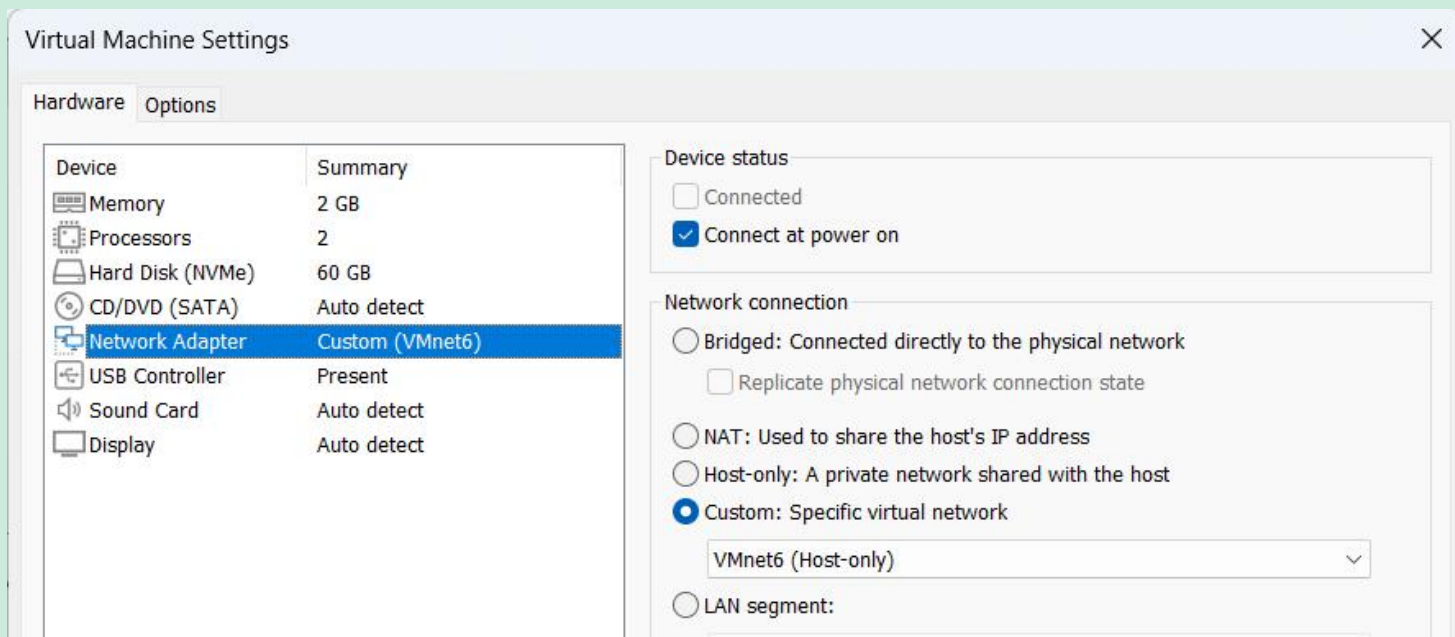 Virtual Machine Settings
Hardware Options
Device Summary
Memory 2 GB
Processors 2
Hard Disk (NVMe) 60 GB
CD/DVD (SATA) Auto detect
Network Adapter Custom (VMnet6)
USB Controller Present
Sound Card Auto detect
Display Auto detect
Device status
Connected
Connect at power on
Network connection
Bridged: Connected directly to the physical network
Replicate physical network connection state
NAT: Used to share the host's IP address
Host-only: A private network shared with the host
Custom: Specific virtual network
VMnet6 (Host-only)
LAN segment: